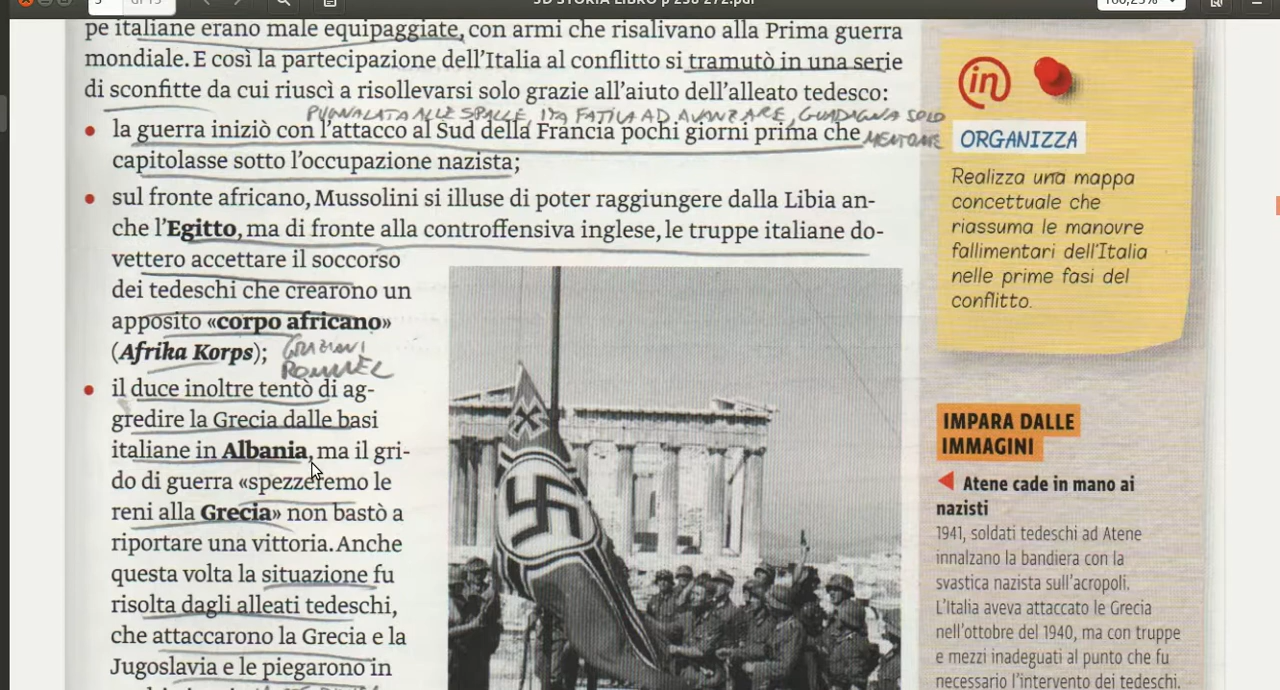 3D STORIA LIBRO p 258-272.pdf
pe italiane erano male equipaggiate, con armi che risalivano alla Prima guerra
mondiale. E così la partecipazione dell'Italia al conflitto si tramutò in una serie
di sconfitte da cui riuscì a risollevarsi solo grazie all'aiuto dell'alleato tedesco:
PUGNALATA ALLE SPALLE, ITA FATICA AD AVANZARE, GUADAGNA SOLO
MENTONE
• la guerra iniziò con l'attacco al Sud della Francia pochi giorni prima che
capitolasse sotto l'occupazione nazista;
• sul fronte africano, Mussolini si illuse di poter raggiungere dalla Libia an-
che l'Egitto, ma di fronte alla controffensiva inglese, le truppe italiane do-
vettero accettare il soccorso
dei tedeschi che crearono un
apposito «corpo africano»
(Afrika Korps);
GRAZIANI
ROMMEL
• il duce inoltre tentò di ag-
gredire la Grecia dalle basi
italiane in Albania, ma il gri-
do di guerra «spezzeremo le
reni alla Grecia» non bastò a
riportare una vittoria. Anche
questa volta la situazione fu
risolta dagli alleati tedeschi,
che attaccarono la Grecia e la
Jugoslavia e le piegarono in
in
ORGANIZZA
Realizza una mappa
concettuale che
riassuma le manovre
fallimentari dell'Italia
nelle prime fasi del
conflitto.
IMPARA DALLE
IMMAGINI
Atene cade in mano ai
nazisti
1941, soldati tedeschi ad Atene
innalzano la bandiera con la
svastica nazista sull'acropoli.
L'Italia aveva attaccato le Grecia
nell'ottobre del 1940, ma con truppe
e mezzi inadeguati al punto che fu
necessario l'intervento dei tedeschi.